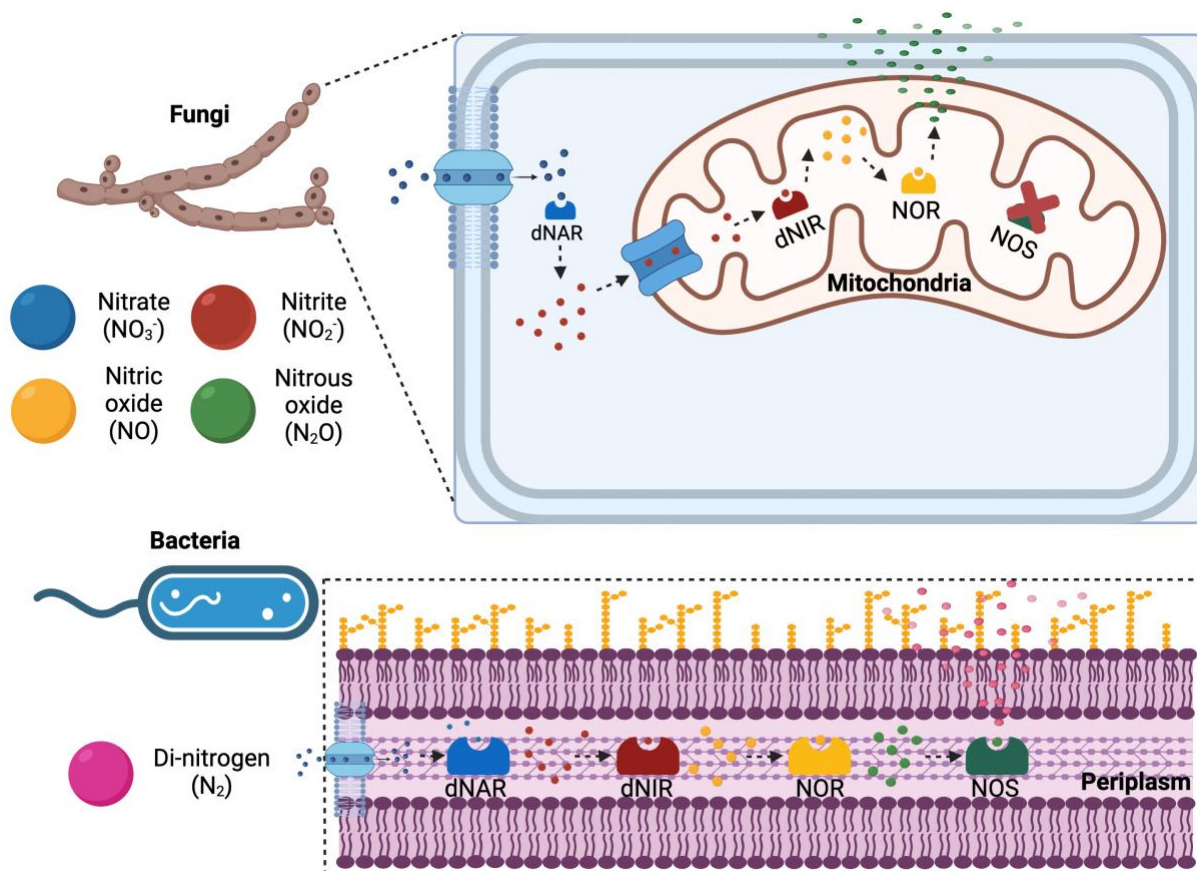 Fungi
dNAR
dNIR
NOR
NOS
Mitochondria
Nitrate
(NO₃⁻)
Nitrite
(NO₂⁻)
Nitric
oxide
(NO)
Nitrous
oxide
(N₂O)
Bacteria
Di-nitrogen
(N₂)
dNAR
dNIR
NOR
NOS
Periplasm